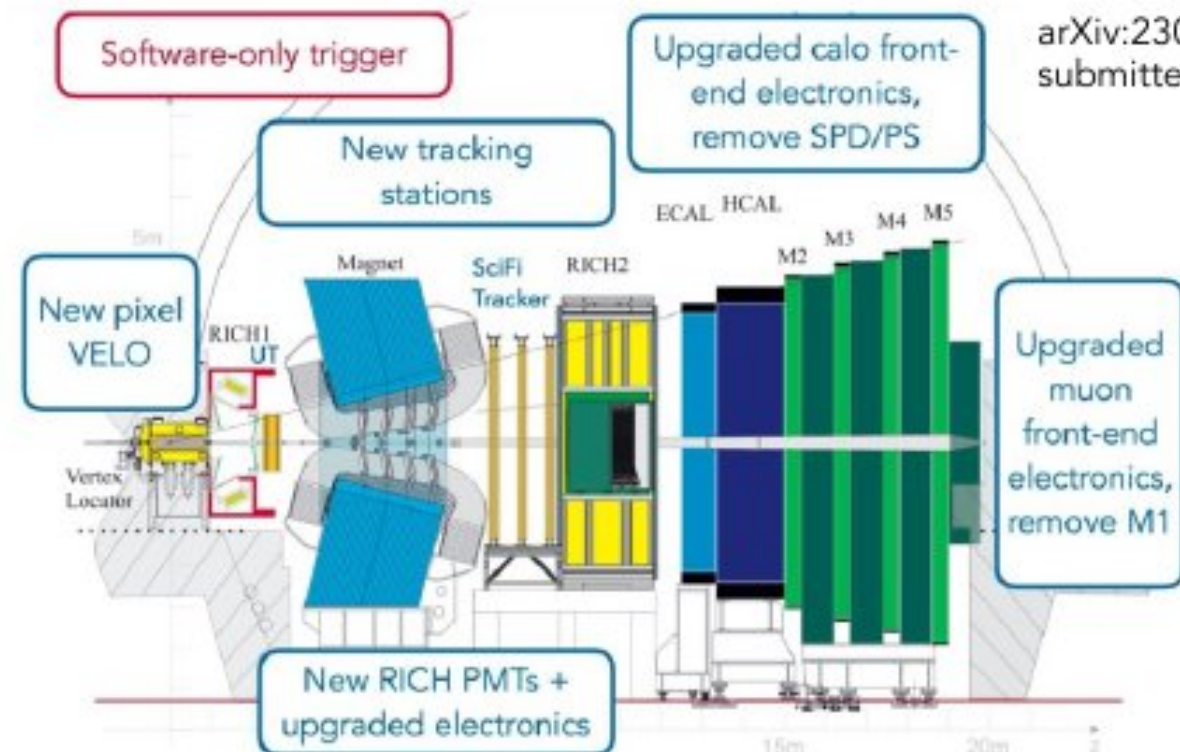 Software-only trigger
Upgraded calo front-
end electronics,
remove SPD/PS
arXiv:230
submitte
New tracking
stations
ECAL HCAL
M2 M3 M4 M5
5m
Magnet
SciFi
Tracker
RICH2
New pixel
VELO
RICH1
UT
Upgraded
muon
front-end
electronics,
remove M1
Vertex
Locator
New RICH PMTs +
upgraded electronics
15m
20m
z